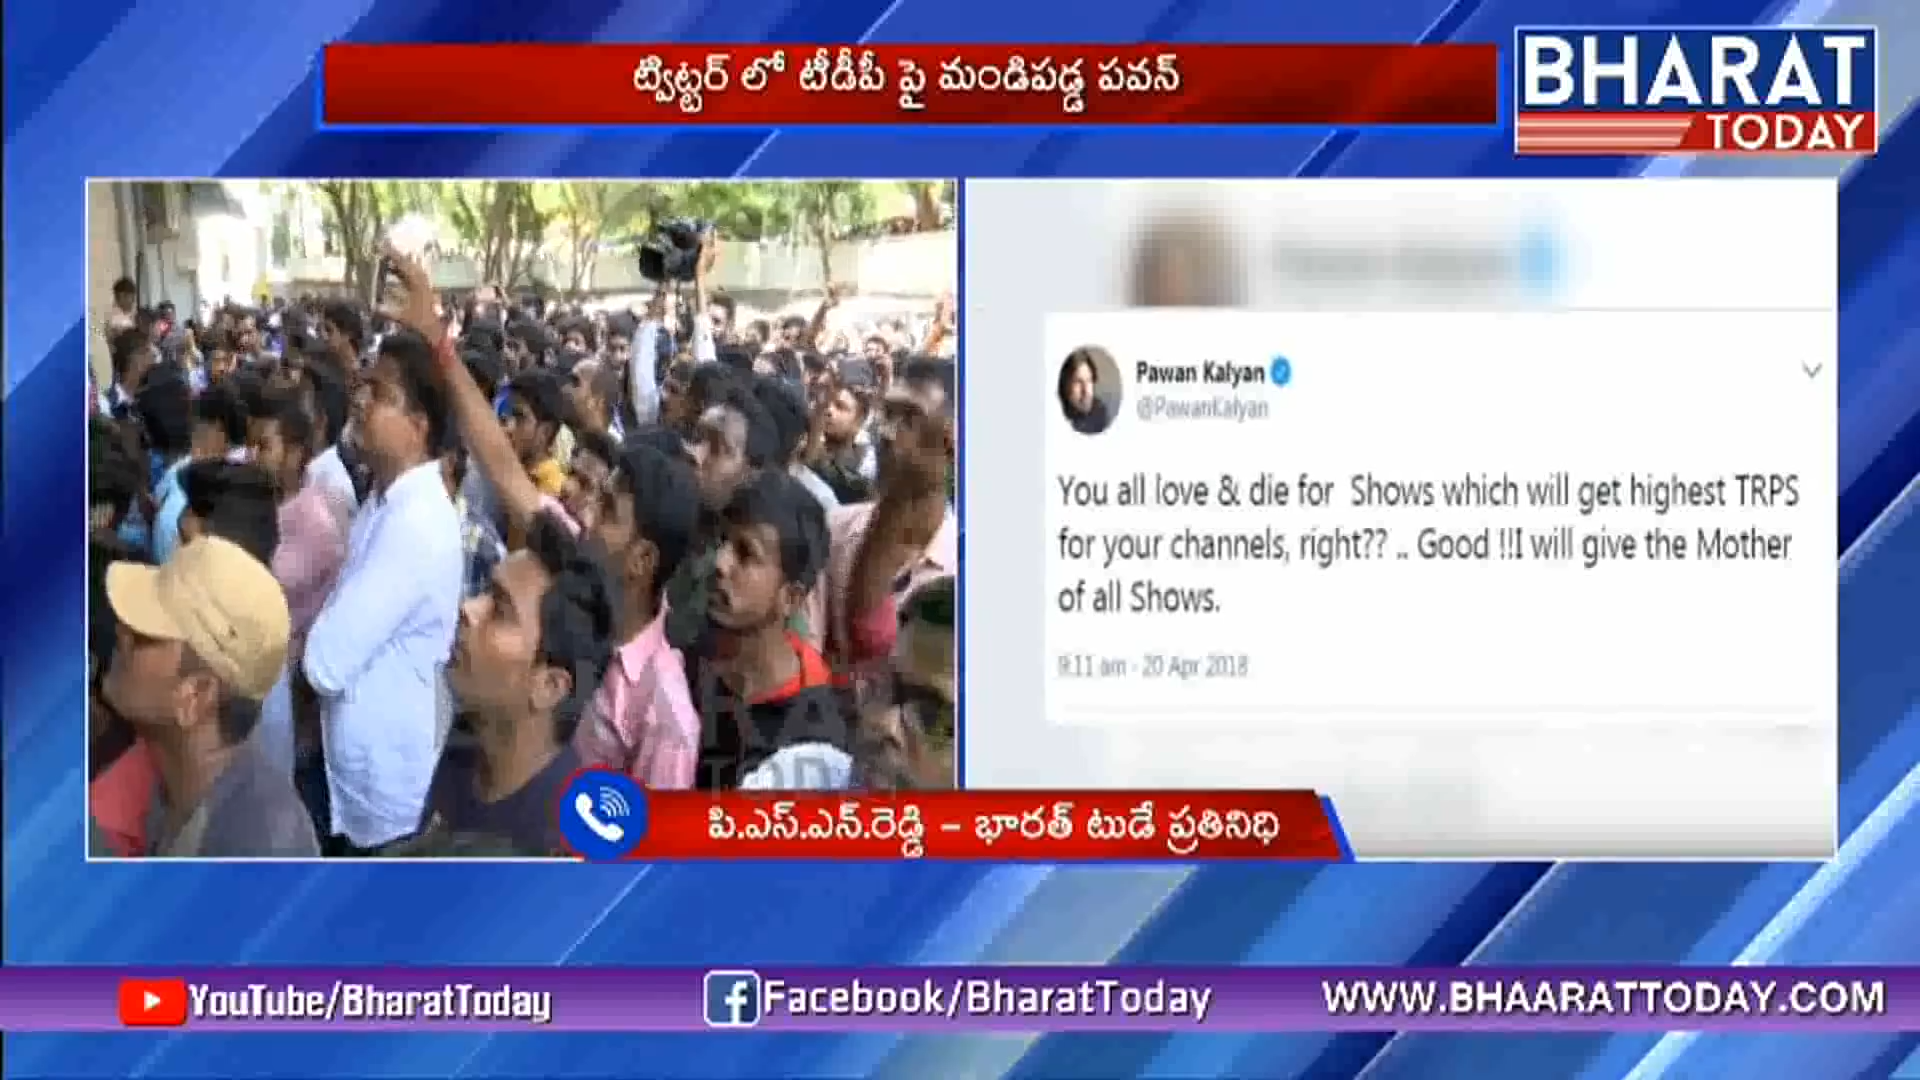 ట్విట్టర్ లో టీడీపీ పై మండిపడ్డ పవన్
BHARAT
TODAY
Pawan Kalyan
@PawanKalyan
You all love & die for Shows which will get highest TRPS
for your channels, right?? .. Good !!I will give the Mother
of all Shows.
9:11 am - 20 Apr 2018
పి.ఎస్.ఎన్.రెడ్డి – భారత్ టుడే ప్రతినిధి
YouTube/BharatToday
Facebook/BharatToday
WWW.BHAARATTODAY.COM